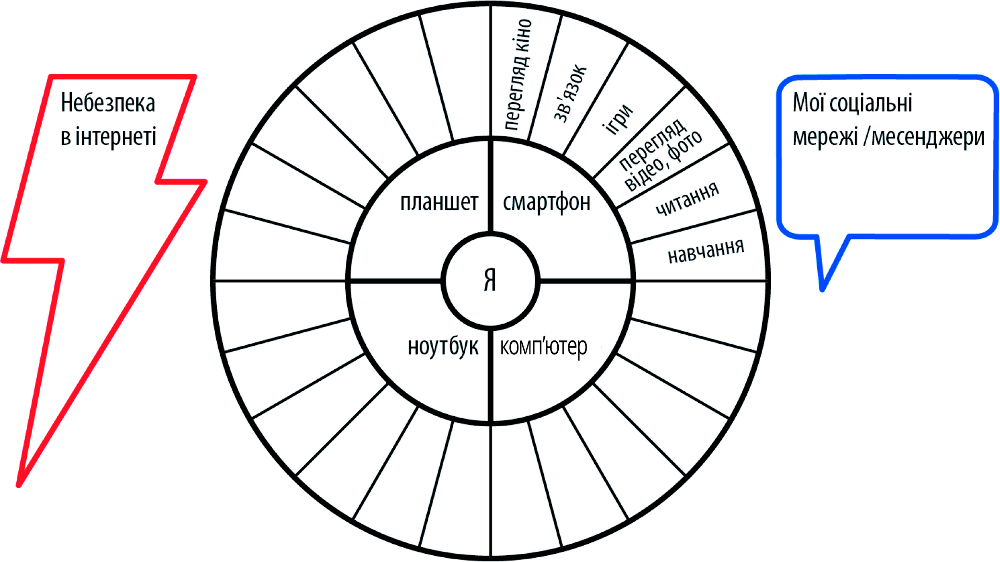 Небезпека
в інтернеті
перегляд кіно
зв'язок
ігри
перегляд
відео, фото
читання
навчання
планшет
смартфон
Я
ноутбук
комп'ютер
Мої соціальні
мережі /месенджери